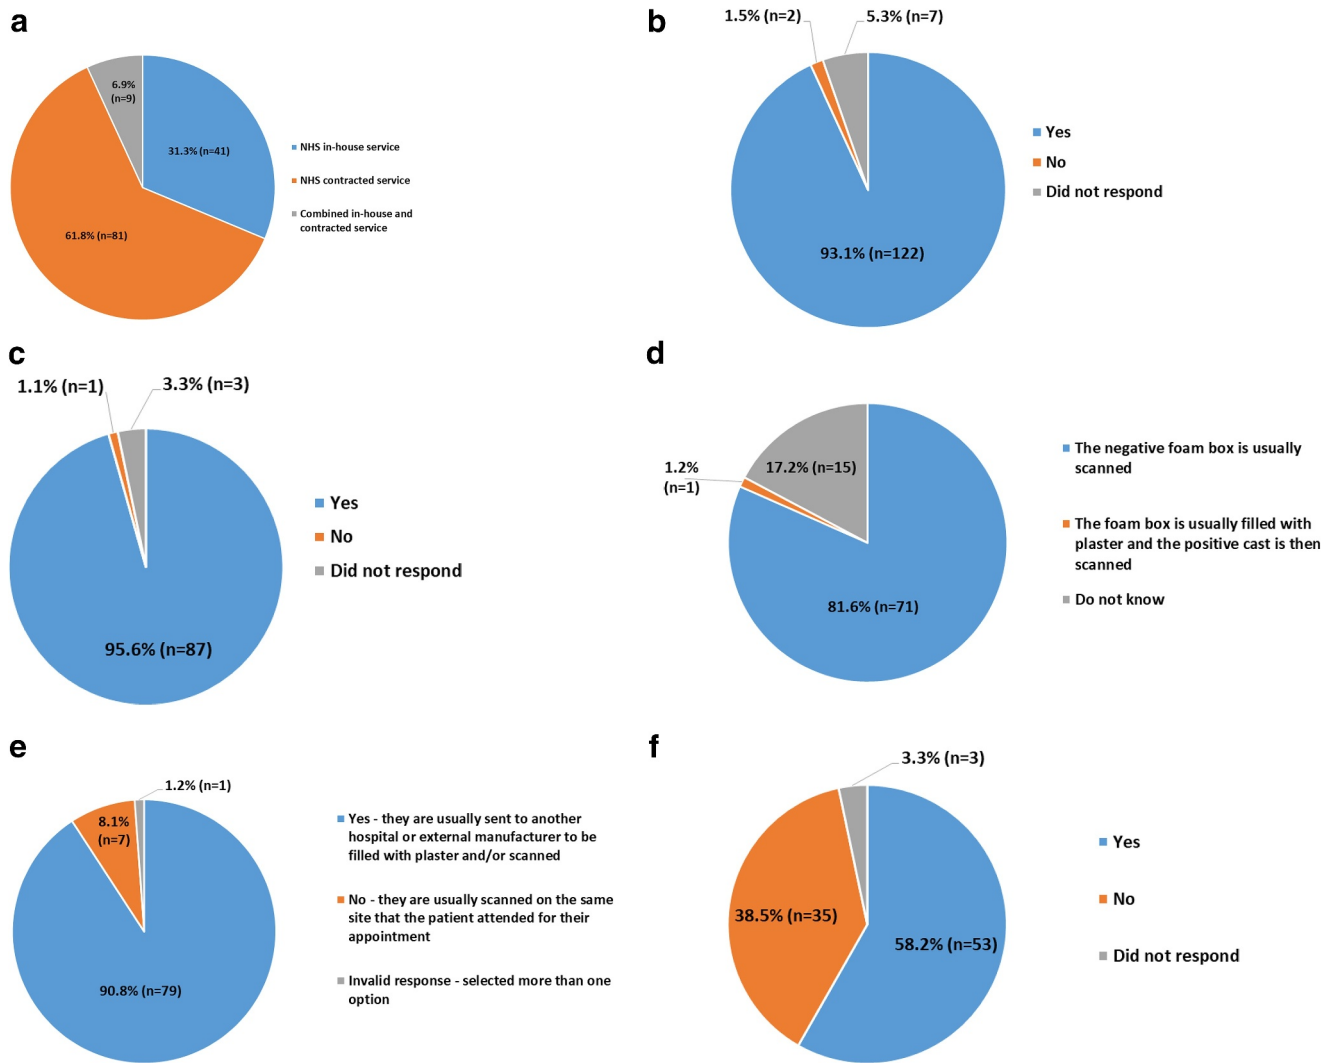 a
6.9%
(n=9)
31.3% (n=41)
61.8% (n=81)
NHS in-house service
NHS contracted service
Combined in-house and
contracted service
b
1.5% (n=2)
5.3% (n=7)
93.1% (n=122)
Yes
No
Did not respond
c
1.1% (n=1)
3.3% (n=3)
95.6% (n=87)
Yes
No
Did not respond
d
1.2%
(n=1)
17.2% (n=15)
81.6% (n=71)
The negative foam box is usually
scanned
The foam box is usually filled with
plaster and the positive cast is then
scanned
Do not know
e
1.2% (n=1)
8.1%
(n=7)
90.8% (n=79)
Yes - they are usually sent to another
hospital or external manufacturer to be
filled with plaster and/or scanned
No - they are usually scanned on the same
site that the patient attended for their
appointment
Invalid response - selected more than one
option
f
3.3% (n=3)
38.5% (n=35)
58.2% (n=53)
Yes
No
Did not respond